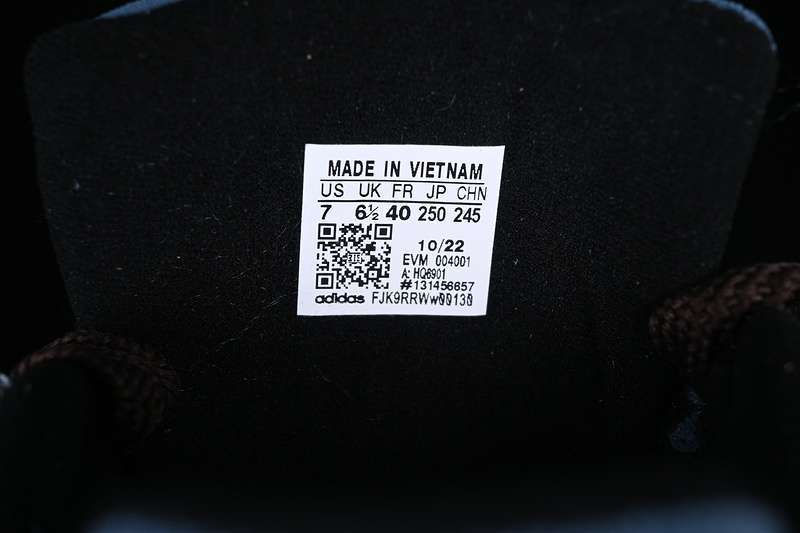 MADE IN VIETNAM
US UK FR JP CHN
7 6½ 40 250 245
10/22
EVM 004001
A: HQ6901
#131456657
adidas FJK9RRWw00130